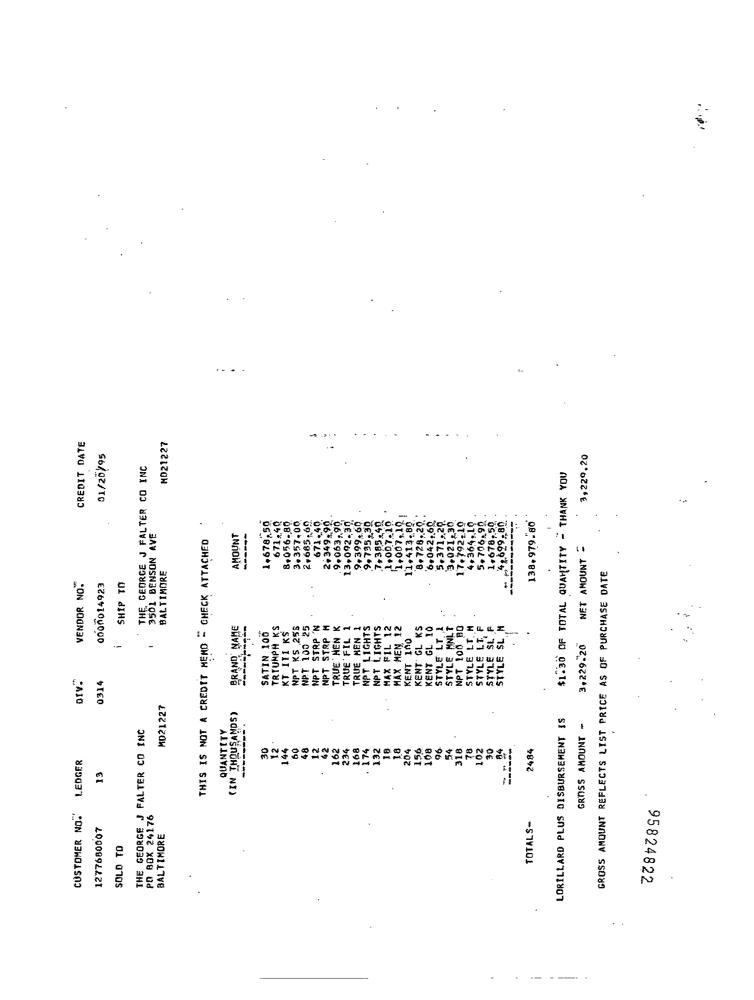 CUSTOMER NO. LEDGER DIV. VENDOR NO. CREDIT DATE
1277680007 13 0314 0000014923 01/20/95
SOLD TO SHIP TO
THE GEORGE J FALTER CO INC THE GEORGE J FALTER CO INC
PO BOX 24176 3501 BENSON AVE
BALTIMORE MD21227 BALTIMORE MD21227
THIS IS NOT A CREDIT MEMO - CHECK ATTACHED
QUANTITY
(IN THOUSANDS) BRAND NAME AMOUNT
30 SATIN 100 1,678.50
12 TRIUMPH KS 671.40
144 KT ITI KS 8,056.80
60 NPT KS 25S 3,357.00
48 NPT 100 25 2,685.60
12 NPT STRP N 671.40
42 NPT STRP M 2,349.90
162 TRUE MEN K 9,063.90
234 TRUE FIL 1 13,092.30
168 TRUE MEN 1 9,399.60
174 NPT LIGHTS 9,735.30
132 NPT LIGHTS 7,385.40
18 MAX FIL 12 1,007.10
18 MAX MEN 12 1,007.10
204 KENT 100 11,413.80
156 KENT GL KS 8,728.20
108 KENT GL 10 6,042.60
96 STYLE LT 1 5,371.20
54 STYLE MNLT 3,021.30
318 NPT 100 BO 17,792.10
78 STYLE LT M 4,364.10
102 STYLE LT F 5,706.90
30 STYLE SL F 1,678.50
84 STYLE SL M 4,699.80
TOTALS- 2484 138,979.80
LORILLARD PLUS DISBURSEMENT IS $1.30 OF TOTAL QUANTITY - THANK YOU
GROSS AMOUNT - 3,229.20 NET AMOUNT = 3,229.20
GROSS AMOUNT REFLECTS LIST PRICE AS OF PURCHASE DATE
95824822